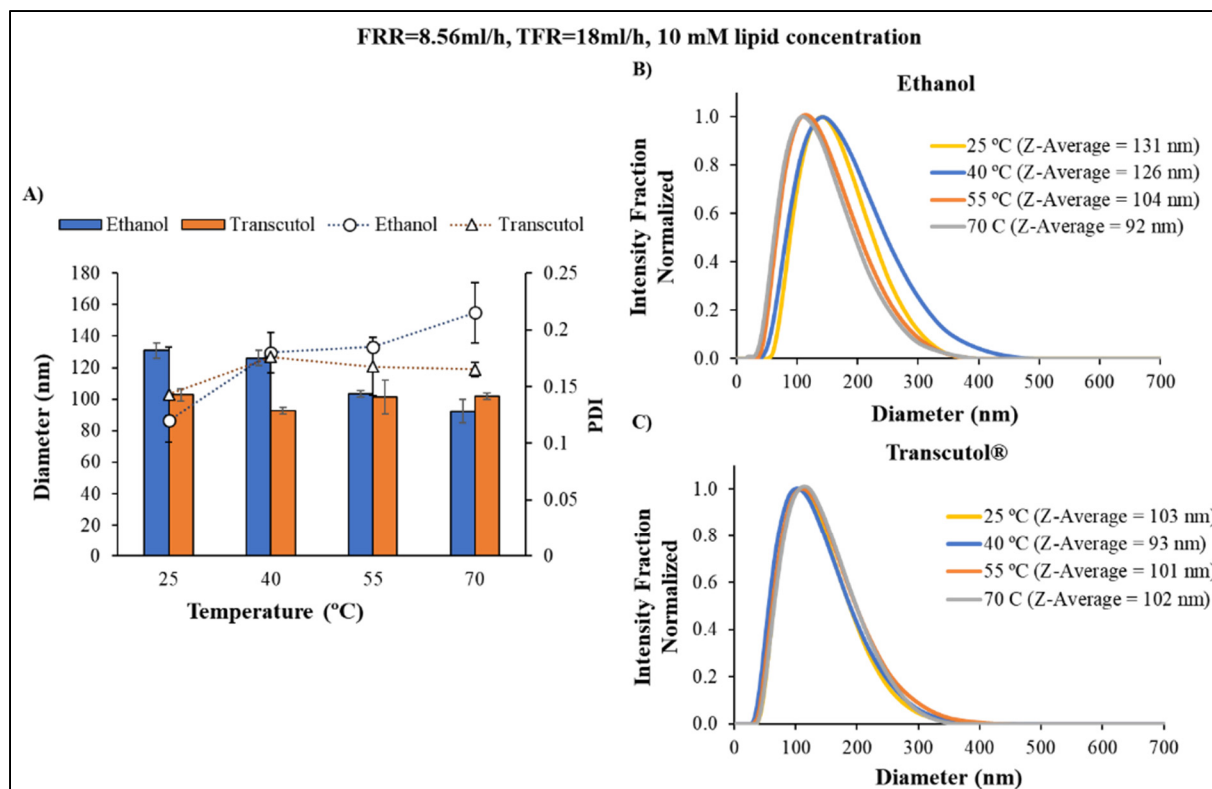 FRR=8.56ml/h, TFR=18ml/h, 10 mM lipid concentration
A)
Ethanol Transcutol Ethanol Transcutol
Diameter (nm)
180
160
140
120
100
80
60
40
20
0
0.25
0.2
0.15
0.1
0.05
0
PDI
25 40 55 70
Temperature (ºC)
B)
Ethanol
Intensity Fraction
Normalized
1.0
0.8
0.6
0.4
0.2
0.0
25 ºC (Z-Average = 131 nm)
40 ºC (Z-Average = 126 nm)
55 ºC (Z-Average = 104 nm)
70 C (Z-Average = 92 nm)
0 100 200 300 400 500 600 700
Diameter (nm)
C)
Transcutol®
Intensity Fraction
Normalized
1.0
0.8
0.6
0.4
0.2
0.0
25 ºC (Z-Average = 103 nm)
40 ºC (Z-Average = 93 nm)
55 ºC (Z-Average = 101 nm)
70 C (Z-Average = 102 nm)
0 100 200 300 400 500 600 700
Diameter (nm)